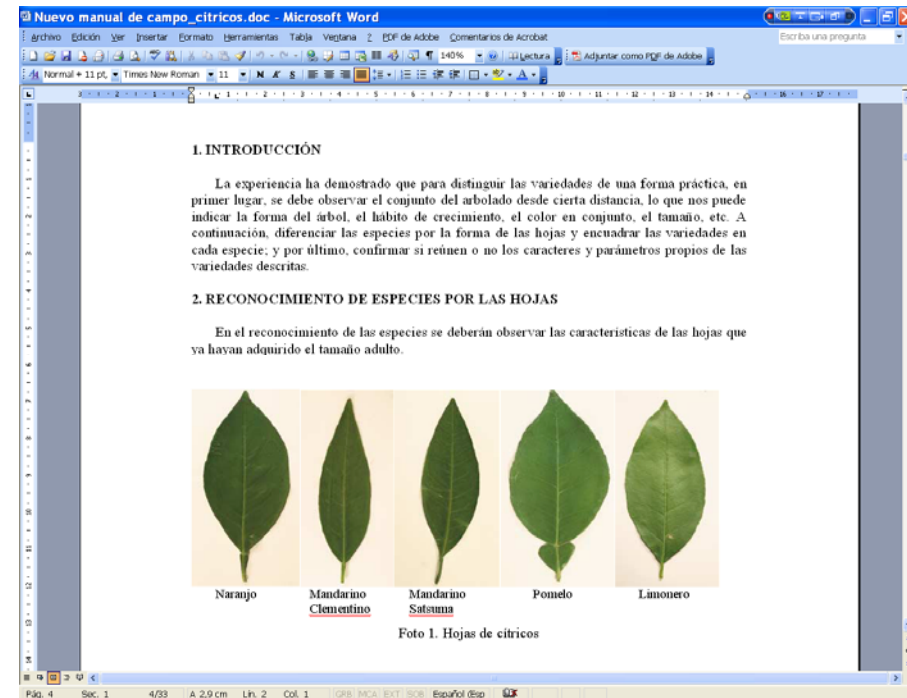 Nuevo manual de campo_citricos.doc - Microsoft Word
Archivo Edición Ver Insertar Formato Herramientas Tabla Ventana ? PDF de Adobe Comentarios de Acrobat Escriba una pregunta
140% Lectura Adjuntar como PDF de Adobe
Normal + 11 pt, Times New Roman 11 N K S
1. INTRODUCCIÓN
La experiencia ha demostrado que para distinguir las variedades de una forma práctica, en
primer lugar, se debe observar el conjunto del arbolado desde cierta distancia, lo que nos puede
indicar la forma del árbol, el hábito de crecimiento, el color en conjunto, el tamaño, etc. A
continuación, diferenciar las especies por la forma de las hojas y encuadrar las variedades en
cada especie; y por último, confirmar si reúnen o no los caracteres y parámetros propios de las
variedades descritas.
2. RECONOCIMIENTO DE ESPECIES POR LAS HOJAS
En el reconocimiento de las especies se deberán observar las características de las hojas que
ya hayan adquirido el tamaño adulto.
Naranjo Mandarino Mandarino Pomelo Limonero
Clementino Satsuma
Foto 1. Hojas de cítricos
Pág. 4 Sec. 1 4/33 A 2,9 cm Lín. 2 Col. 1 GRB MCA EXT SOB Español (Esp